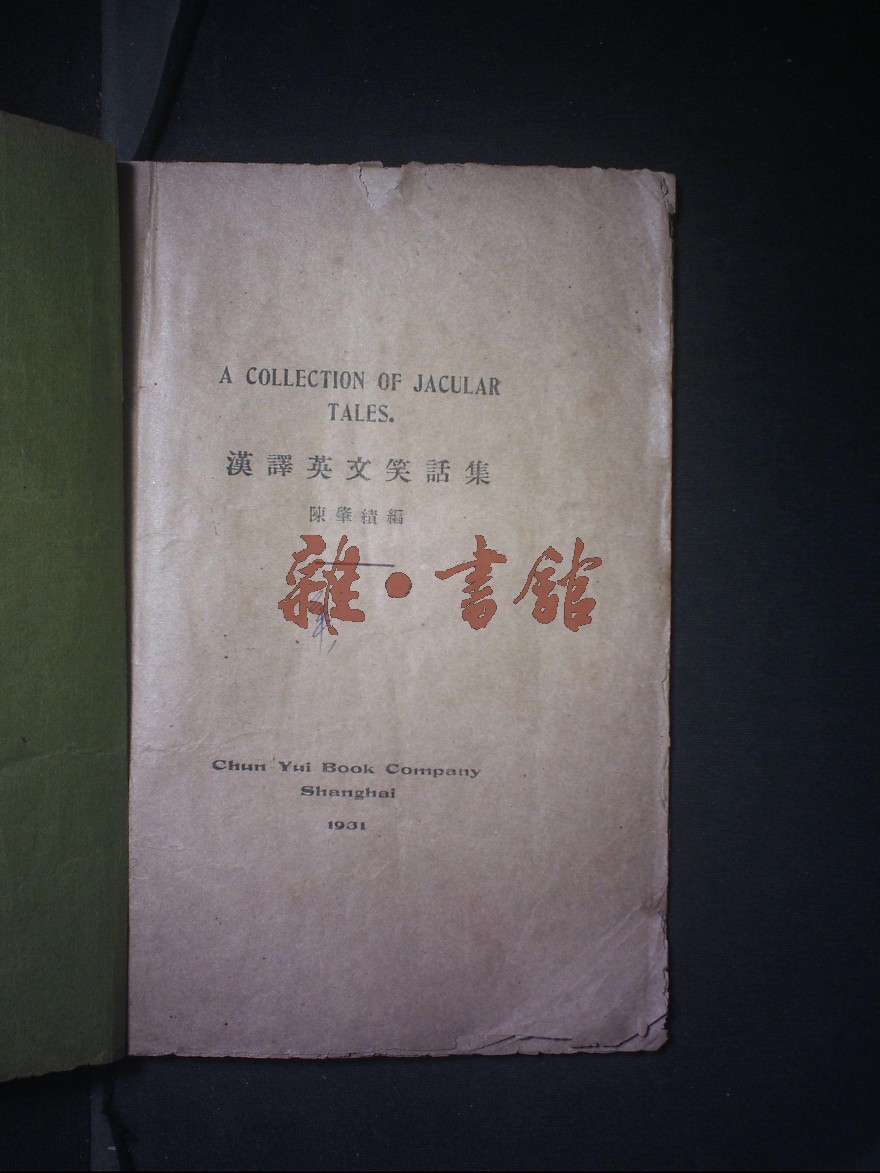 A COLLECTION OF JACULAR
TALES.
漢譯英文笑話集
陳肇績編
雜·書館
Chun Yui Book Company
Shanghai
1931